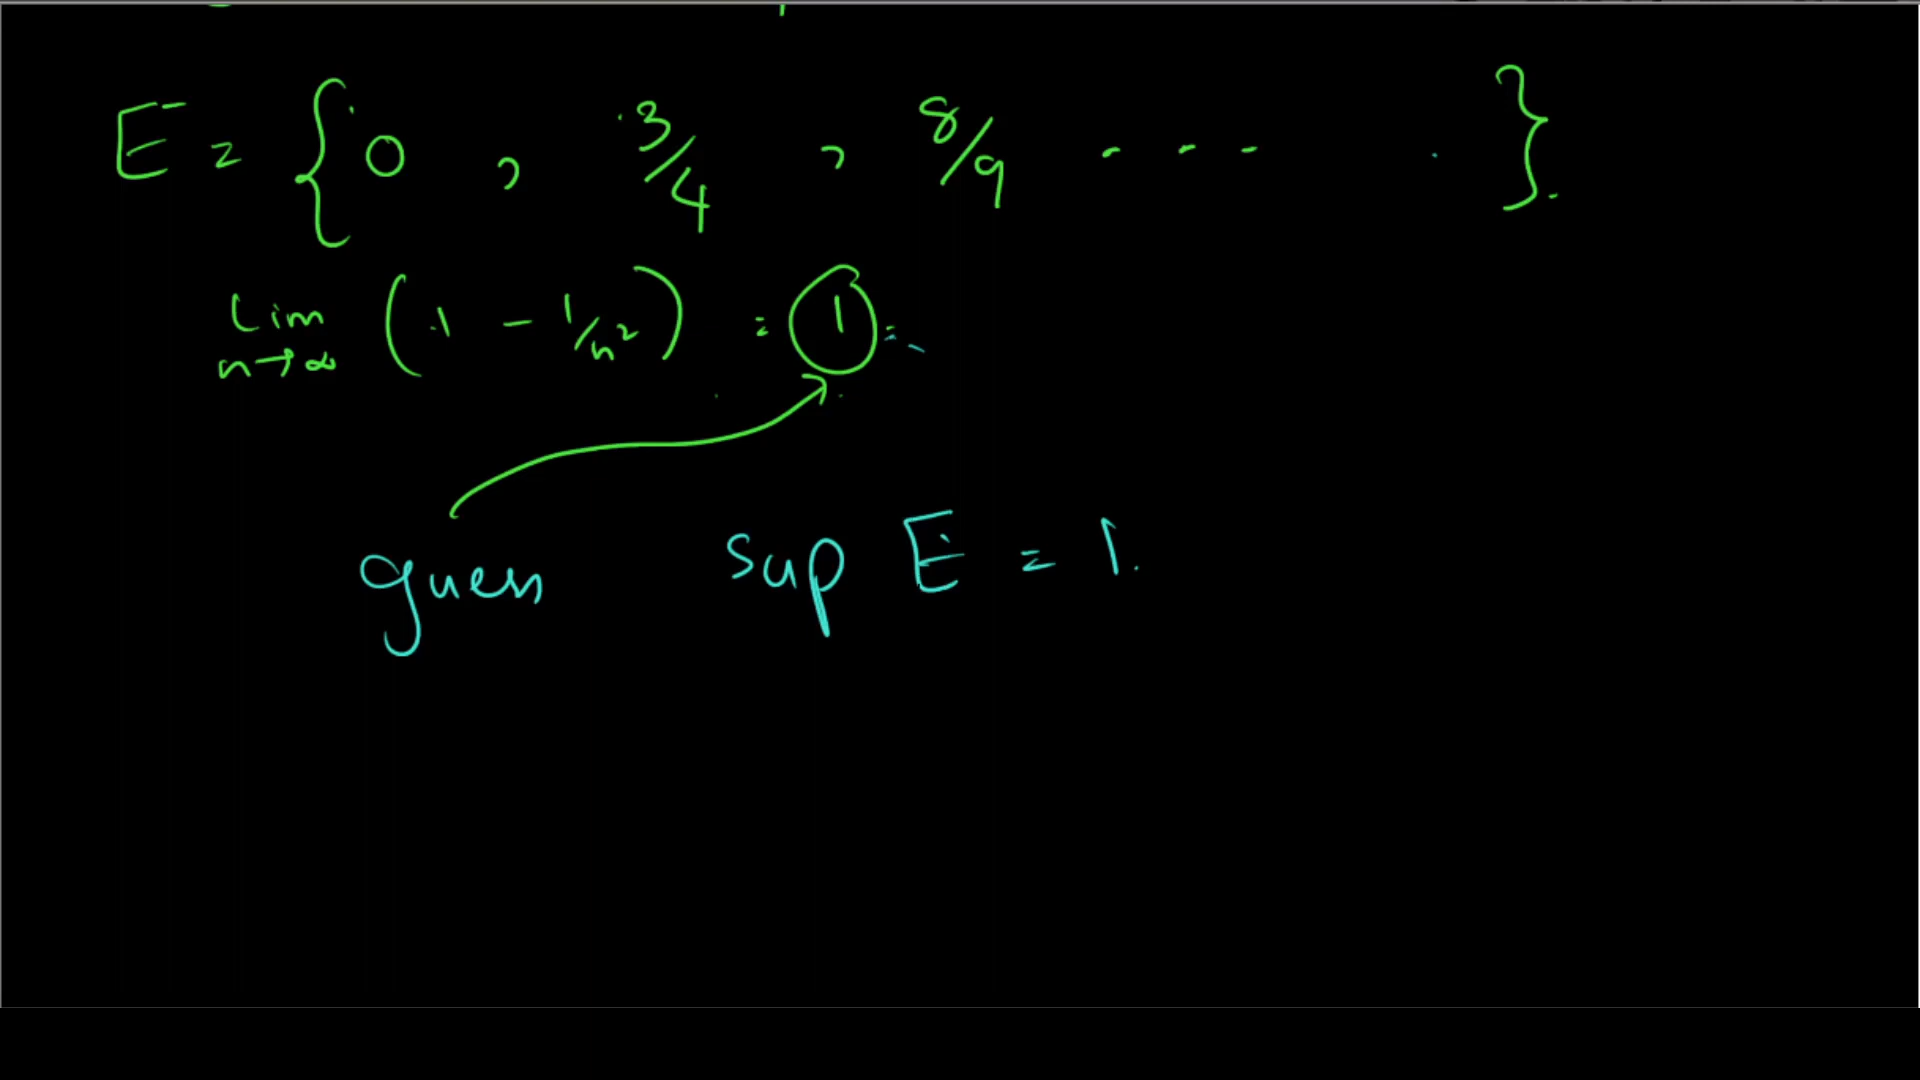 E = { 0 , 3/4 , 8/9 - - - . }.
lim n→∞ ( 1 - 1/n² ) = 1 =
guess sup E = 1.